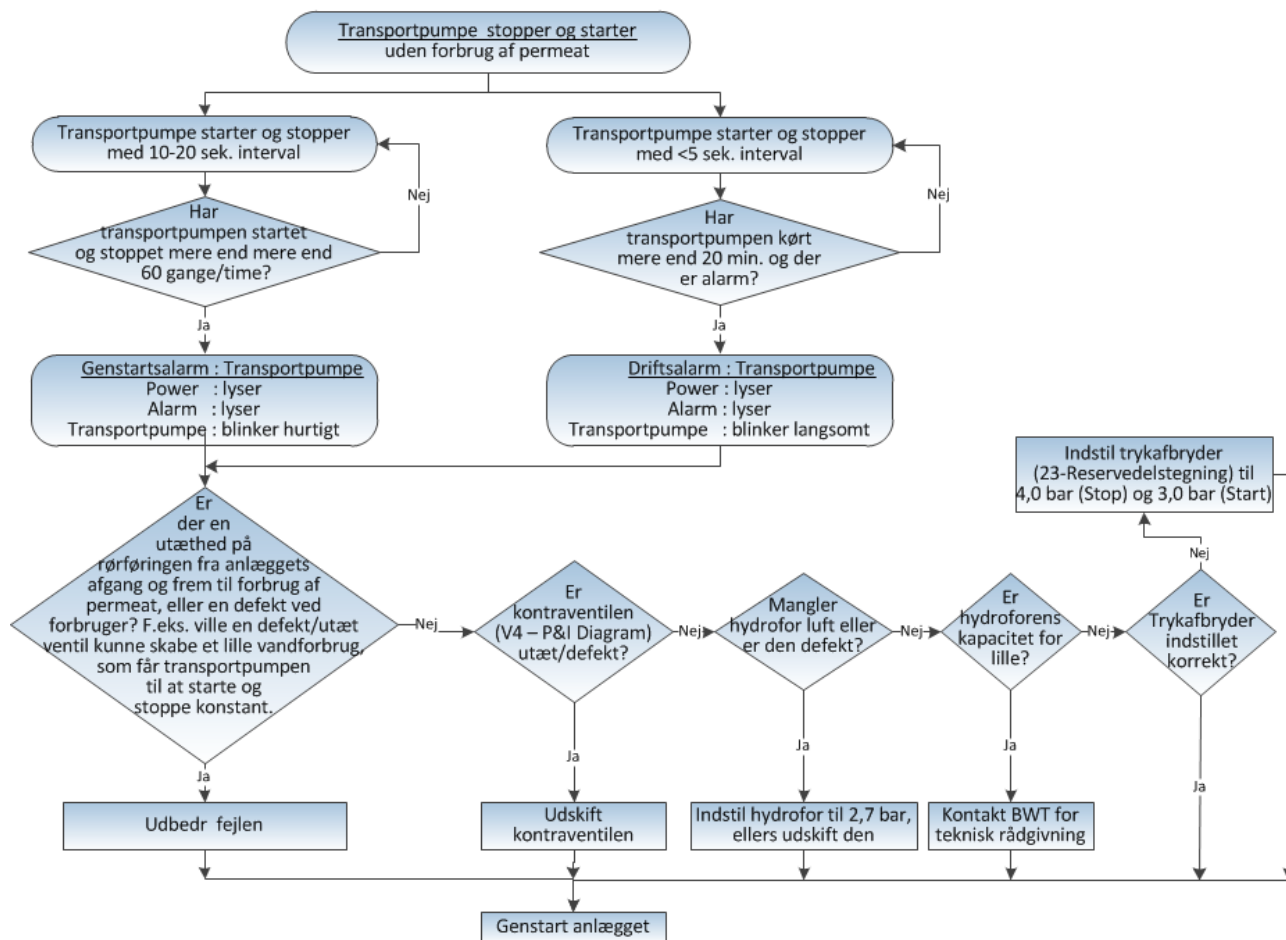 Transportpumpe stopper og starter
uden forbrug af permeat
Transportpumpe starter og stopper
med 10-20 sek. interval
Nej
Har
transportpumpen startet
og stoppet mere end mere end
60 gange/time?
Ja
Genstartsalarm : Transportpumpe
Power : lyser
Alarm : lyser
Transportpumpe : blinker hurtigt
Transportpumpe starter og stopper
med <5 sek. interval
Nej
Har
transportpumpen kørt
mere end 20 min. og der
er alarm?
Ja
Driftsalarm : Transportpumpe
Power : lyser
Alarm : lyser
Transportpumpe : blinker langsomt
Er
der en
utæthed på
rørføringen fra anlæggets
afgang og frem til forbrug af
permeat, eller en defekt ved
forbruger? F.eks. ville en defekt/utæt
ventil kunne skabe et lille vandforbrug,
som får transportpumpen
til at starte og
stoppe konstant.
Nej
Ja
Udbedr fejlen
Er
kontraventilen
(V4 – P&I Diagram)
utæt/defekt?
Nej
Ja
Udskift
kontraventilen
Mangler
hydrofor luft eller
er den defekt?
Nej
Ja
Indstil hydrofor til 2,7 bar,
ellers udskift den
Er
hydroforens
kapacitet for
lille?
Nej
Ja
Kontakt BWT for
teknisk rådgivning
Er
Trykafbryder
indstillet
korrekt?
Nej
Ja
Indstil trykafbryder
(23-Reservedelstegning) til
4,0 bar (Stop) og 3,0 bar (Start)
Genstart anlægget